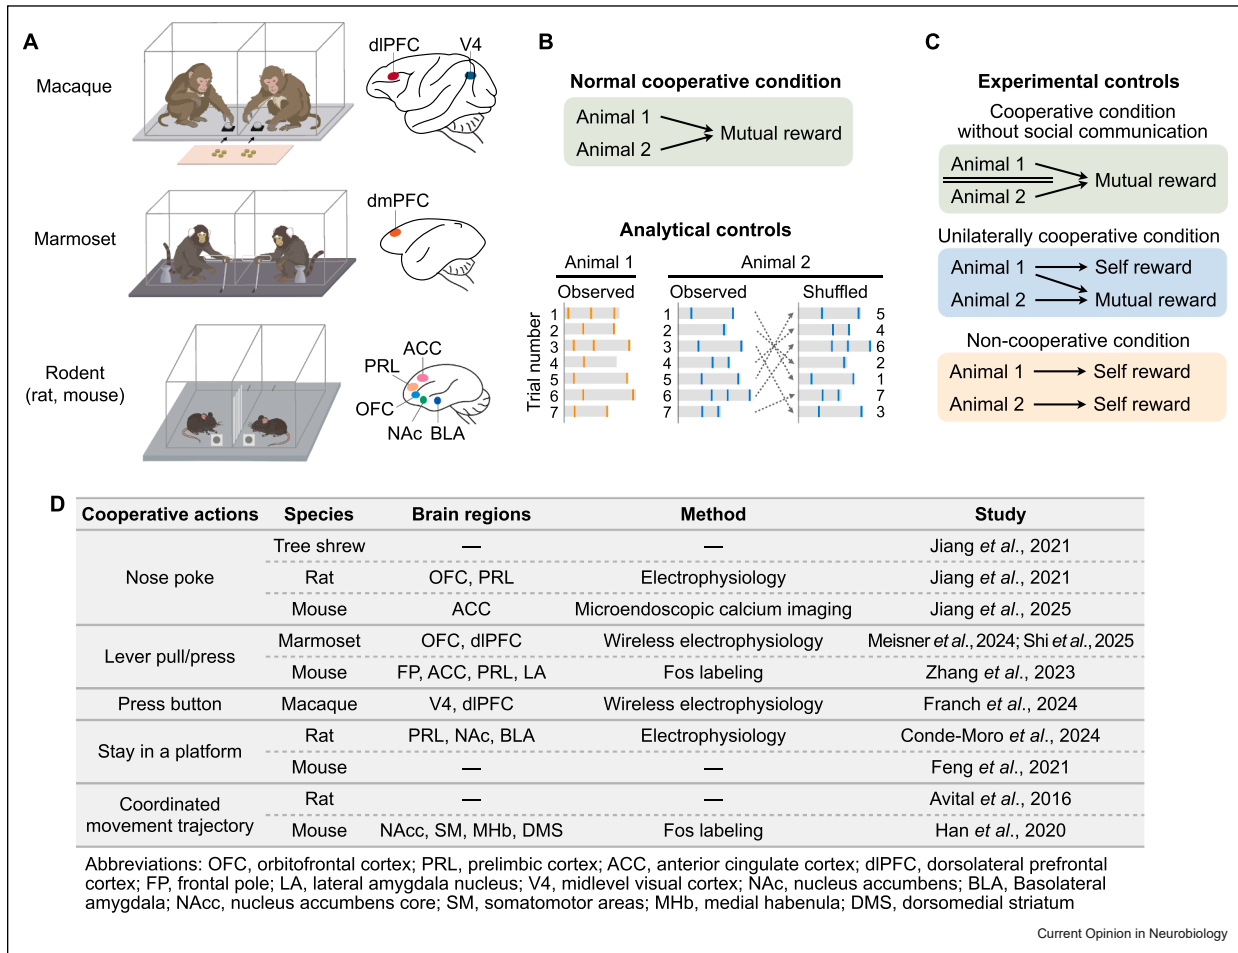 A
Macaque
dlPFC V4
Marmoset
dmPFC
Rodent
(rat, mouse)
ACC
PRL
OFC
NAc BLA
B
Normal cooperative condition
Animal 1
Animal 2
Mutual reward
Analytical controls
Animal 1 Animal 2
Observed Observed Shuffled
Trial number
1 1 5
2 2 4
3 3 6
4 4 2
5 5 1
6 6 7
7 7 3
C
Experimental controls
Cooperative condition
without social communication
Animal 1
Animal 2
Mutual reward
Unilaterally cooperative condition
Animal 1 Self reward
Animal 2 Mutual reward
Non-cooperative condition
Animal 1 Self reward
Animal 2 Self reward
D
Cooperative actions Species Brain regions Method Study
Nose poke
Tree shrew — — Jiang et al., 2021
Rat OFC, PRL Electrophysiology Jiang et al., 2021
Mouse ACC Microendoscopic calcium imaging Jiang et al., 2025
Lever pull/press
Marmoset OFC, dlPFC Wireless electrophysiology Meisner et al., 2024; Shi et al., 2025
Mouse FP, ACC, PRL, LA Fos labeling Zhang et al., 2023
Press button Macaque V4, dlPFC Wireless electrophysiology Franch et al., 2024
Stay in a platform
Rat PRL, NAc, BLA Electrophysiology Conde-Moro et al., 2024
Mouse — — Feng et al., 2021
Coordinated
movement trajectory
Rat — — Avital et al., 2016
Mouse NAcc, SM, MHb, DMS Fos labeling Han et al., 2020
Abbreviations: OFC, orbitofrontal cortex; PRL, prelimbic cortex; ACC, anterior cingulate cortex; dlPFC, dorsolateral prefrontal
cortex; FP, frontal pole; LA, lateral amygdala nucleus; V4, midlevel visual cortex; NAc, nucleus accumbens; BLA, Basolateral
amygdala; NAcc, nucleus accumbens core; SM, somatomotor areas; MHb, medial habenula; DMS, dorsomedial striatum
Current Opinion in Neurobiology